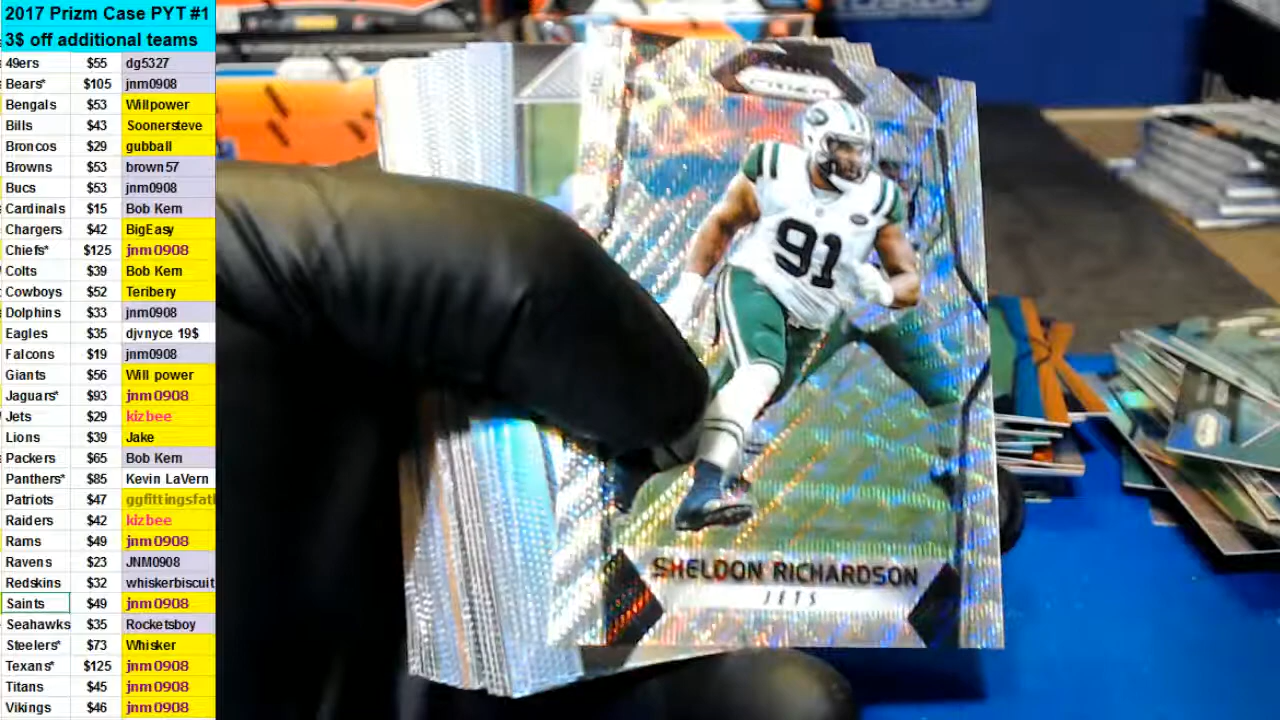 2017 Prizm Case PYT #1
3$ off additional teams
49ers $55 dg5327
Bears* $105 jnm0908
Bengals $53 Willpower
Bills $43 Soonersteve
Broncos $29 gubball
Browns $53 brown57
Bucs $53 jnm0908
Cardinals $15 Bob Kern
Chargers $42 BigEasy
Chiefs* $125 jnm0908
Colts $39 Bob Kern
Cowboys $52 Teribery
Dolphins $33 jnm0908
Eagles $35 djvnyce 19$
Falcons $19 jnm0908
Giants $56 Will power
Jaguars* $93 jnm0908
Jets $29 kizbee
Lions $39 Jake
Packers $65 Bob Kern
Panthers* $85 Kevin LaVern
Patriots $47 ggfittingsfat
Raiders $42 kizbee
Rams $49 jnm0908
Ravens $23 JNM0908
Redskins $32 whiskerbiscuit
Saints $49 jnm0908
Seahawks $35 Rocketsboy
Steelers* $73 Whisker
Texans* $125 jnm0908
Titans $45 jnm0908
Vikings $46 jnm0908
PRIZM
91
SHELDON RICHARDSON
JETS